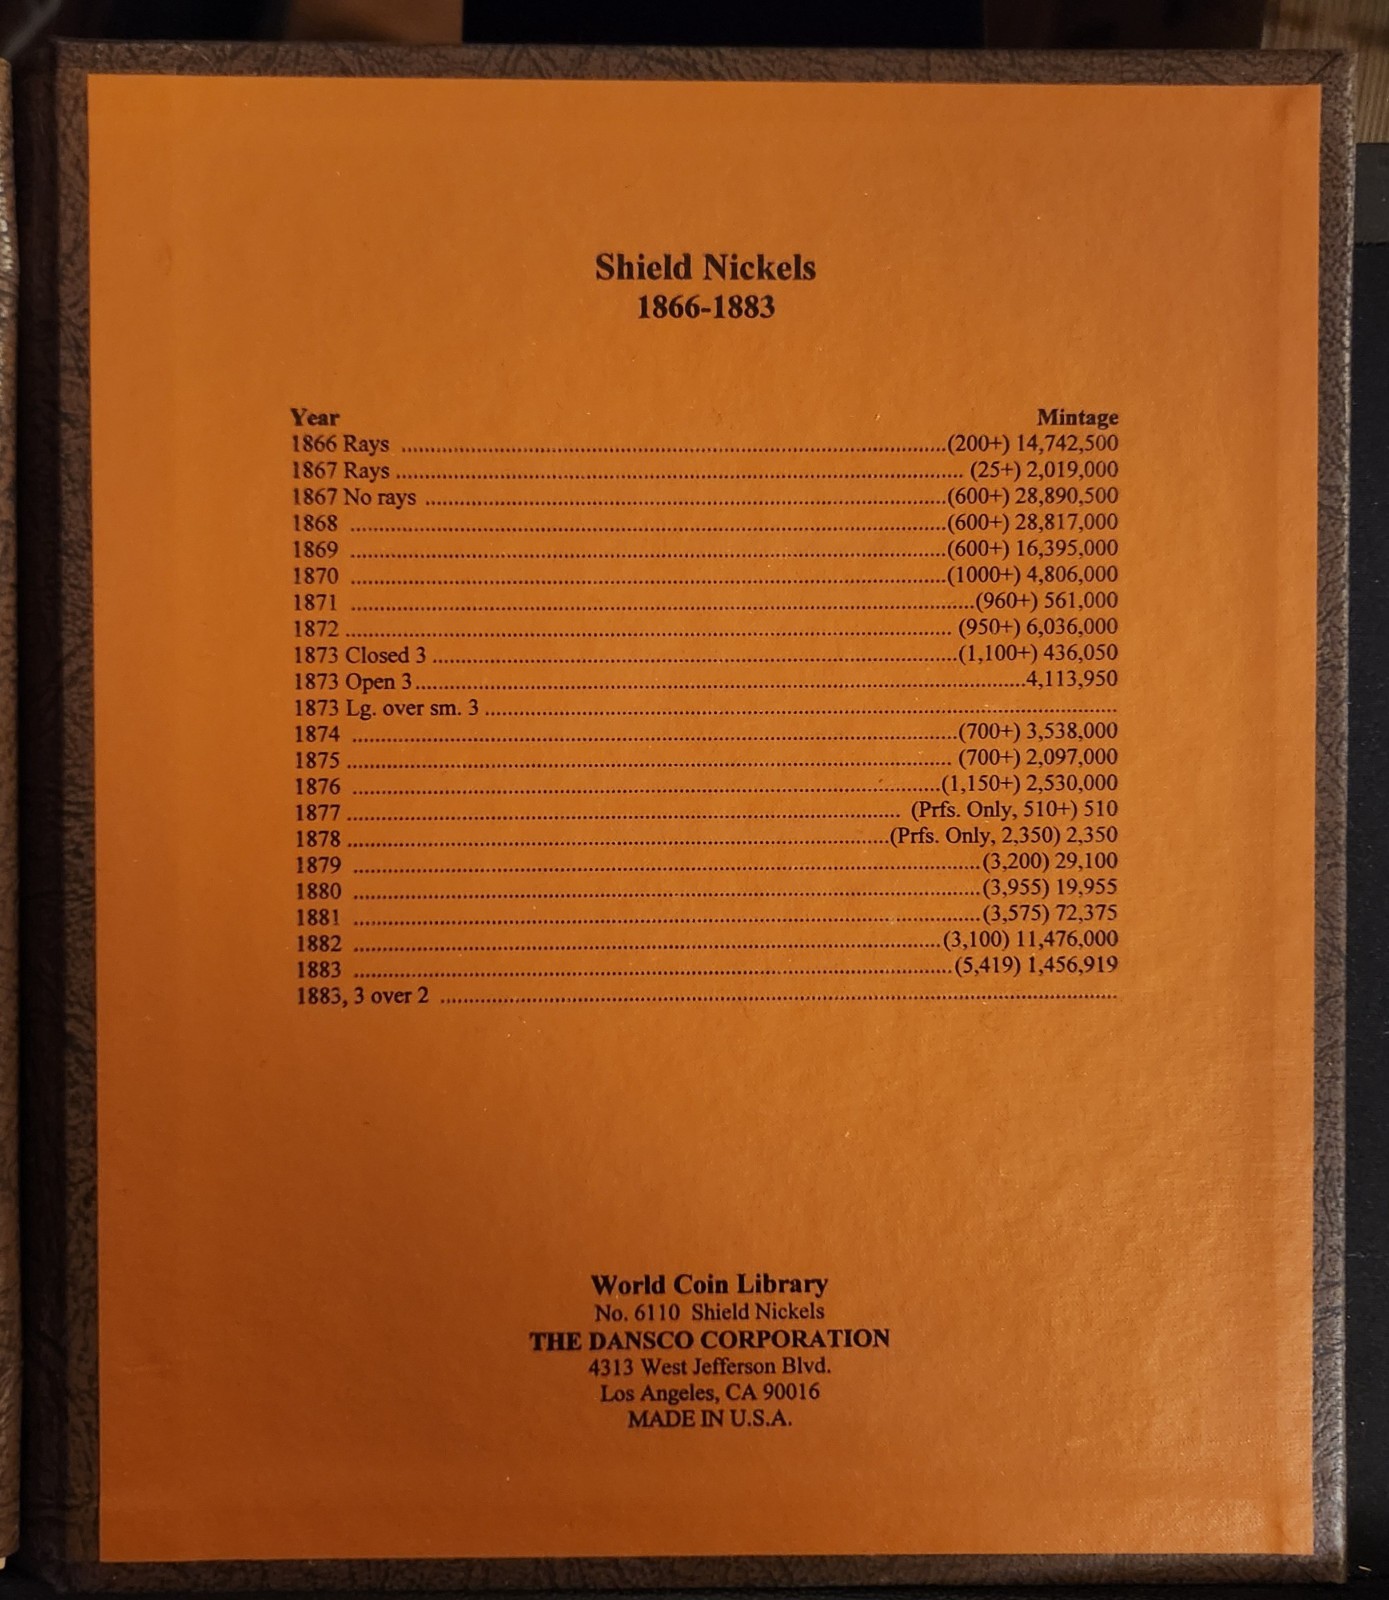 Shield Nickels
1866-1883
Year Mintage
1866 Rays ........ (200+) 14,742,500
1867 Rays ........ (25+) 2,019,000
1867 No rays ........ (600+) 28,890,500
1868 ........ (600+) 28,817,000
1869 ........ (600+) 16,395,000
1870 ........ (1000+) 4,806,000
1871 ........ (960+) 561,000
1872 ........ (950+) 6,036,000
1873 Closed 3 ........ (1,100+) 436,050
1873 Open 3 ........ 4,113,950
1873 Lg. over sm. 3 ........
1874 ........ (700+) 3,538,000
1875 ........ (700+) 2,097,000
1876 ........ (1,150+) 2,530,000
1877 ........ (Prfs. Only, 510+) 510
1878 ........ (Prfs. Only, 2,350) 2,350
1879 ........ (3,200) 29,100
1880 ........ (3,955) 19,955
1881 ........ (3,575) 72,375
1882 ........ (3,100) 11,476,000
1883 ........ (5,419) 1,456,919
1883, 3 over 2 ........
World Coin Library
No. 6110 Shield Nickels
THE DANSCO CORPORATION
4313 West Jefferson Blvd.
Los Angeles, CA 90016
MADE IN U.S.A.